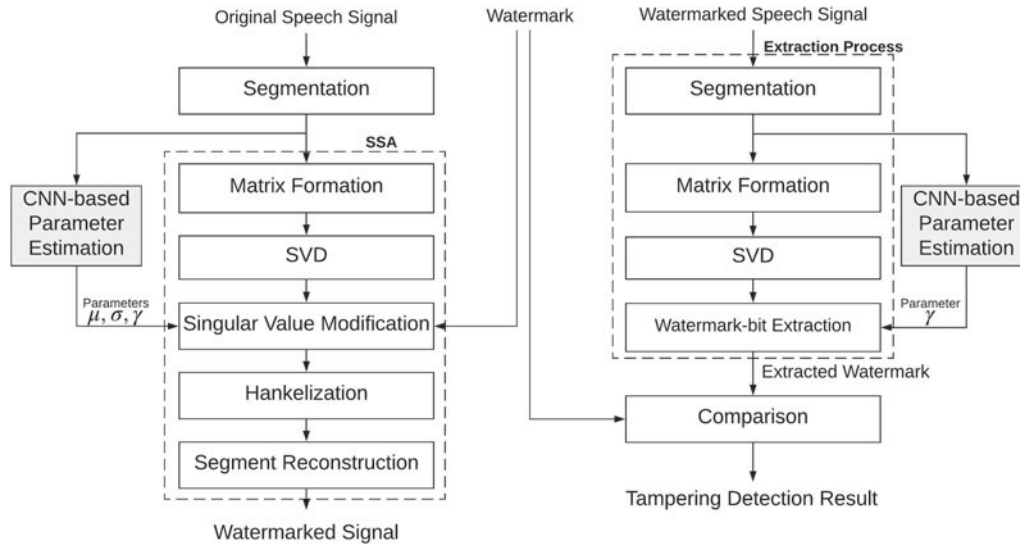 Original Speech Signal
Segmentation
SSA
Matrix Formation
CNN-based
Parameter
Estimation
SVD
Parameters
μ, σ, γ
Singular Value Modification
Hankelization
Segment Reconstruction
Watermarked Signal
Watermark
Watermarked Speech Signal
Extraction Process
Segmentation
Matrix Formation
CNN-based
Parameter
Estimation
SVD
Parameter
γ
Watermark-bit Extraction
Extracted Watermark
Comparison
Tampering Detection Result